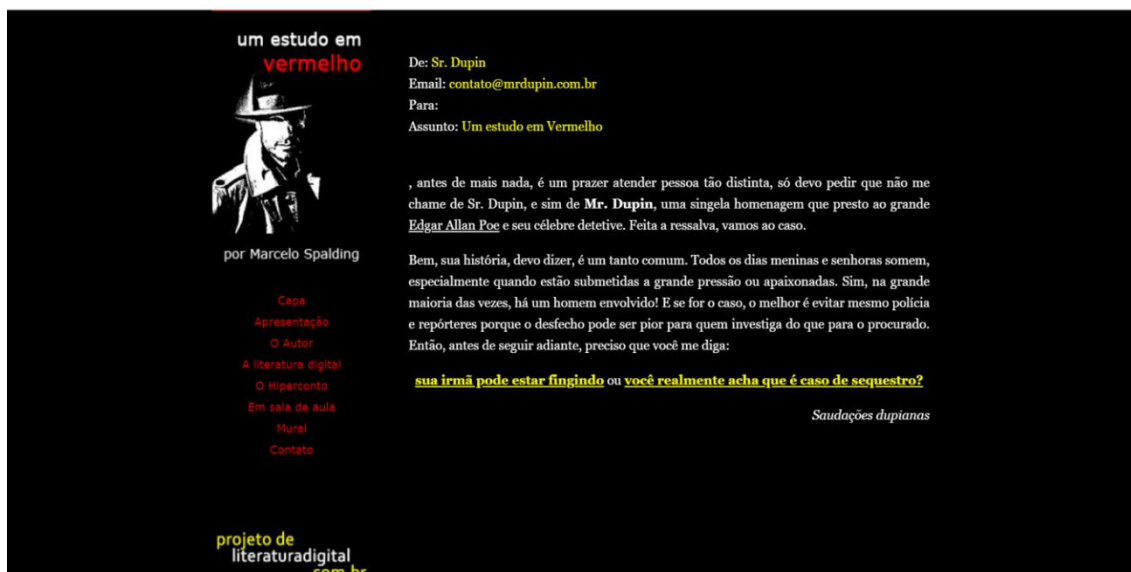 um estudo em
vermelho
por Marcelo Spalding
Capa
Apresentação
O Autor
A literatura digital
O Hiperconto
Em sala de aula
Mural
Contato
projeto de
literaturadigital
com.br
De: Sr. Dupin
Email: contato@mrdupin.com.br
Para:
Assunto: Um estudo em Vermelho
, antes de mais nada, é um prazer atender pessoa tão distinta, só devo pedir que não me
chame de Sr. Dupin, e sim de Mr. Dupin, uma singela homenagem que presto ao grande
Edgar Allan Poe e seu célebre detetive. Feita a ressalva, vamos ao caso.
Bem, sua história, devo dizer, é um tanto comum. Todos os dias meninas e senhoras somem,
especialmente quando estão submetidas a grande pressão ou apaixonadas. Sim, na grande
maioria das vezes, há um homem envolvido! E se for o caso, o melhor é evitar mesmo polícia
e repórteres porque o desfecho pode ser pior para quem investiga do que para o procurado.
Então, antes de seguir adiante, preciso que você me diga:
sua irmã pode estar fingindo ou você realmente acha que é caso de sequestro?
Saudações dupianas